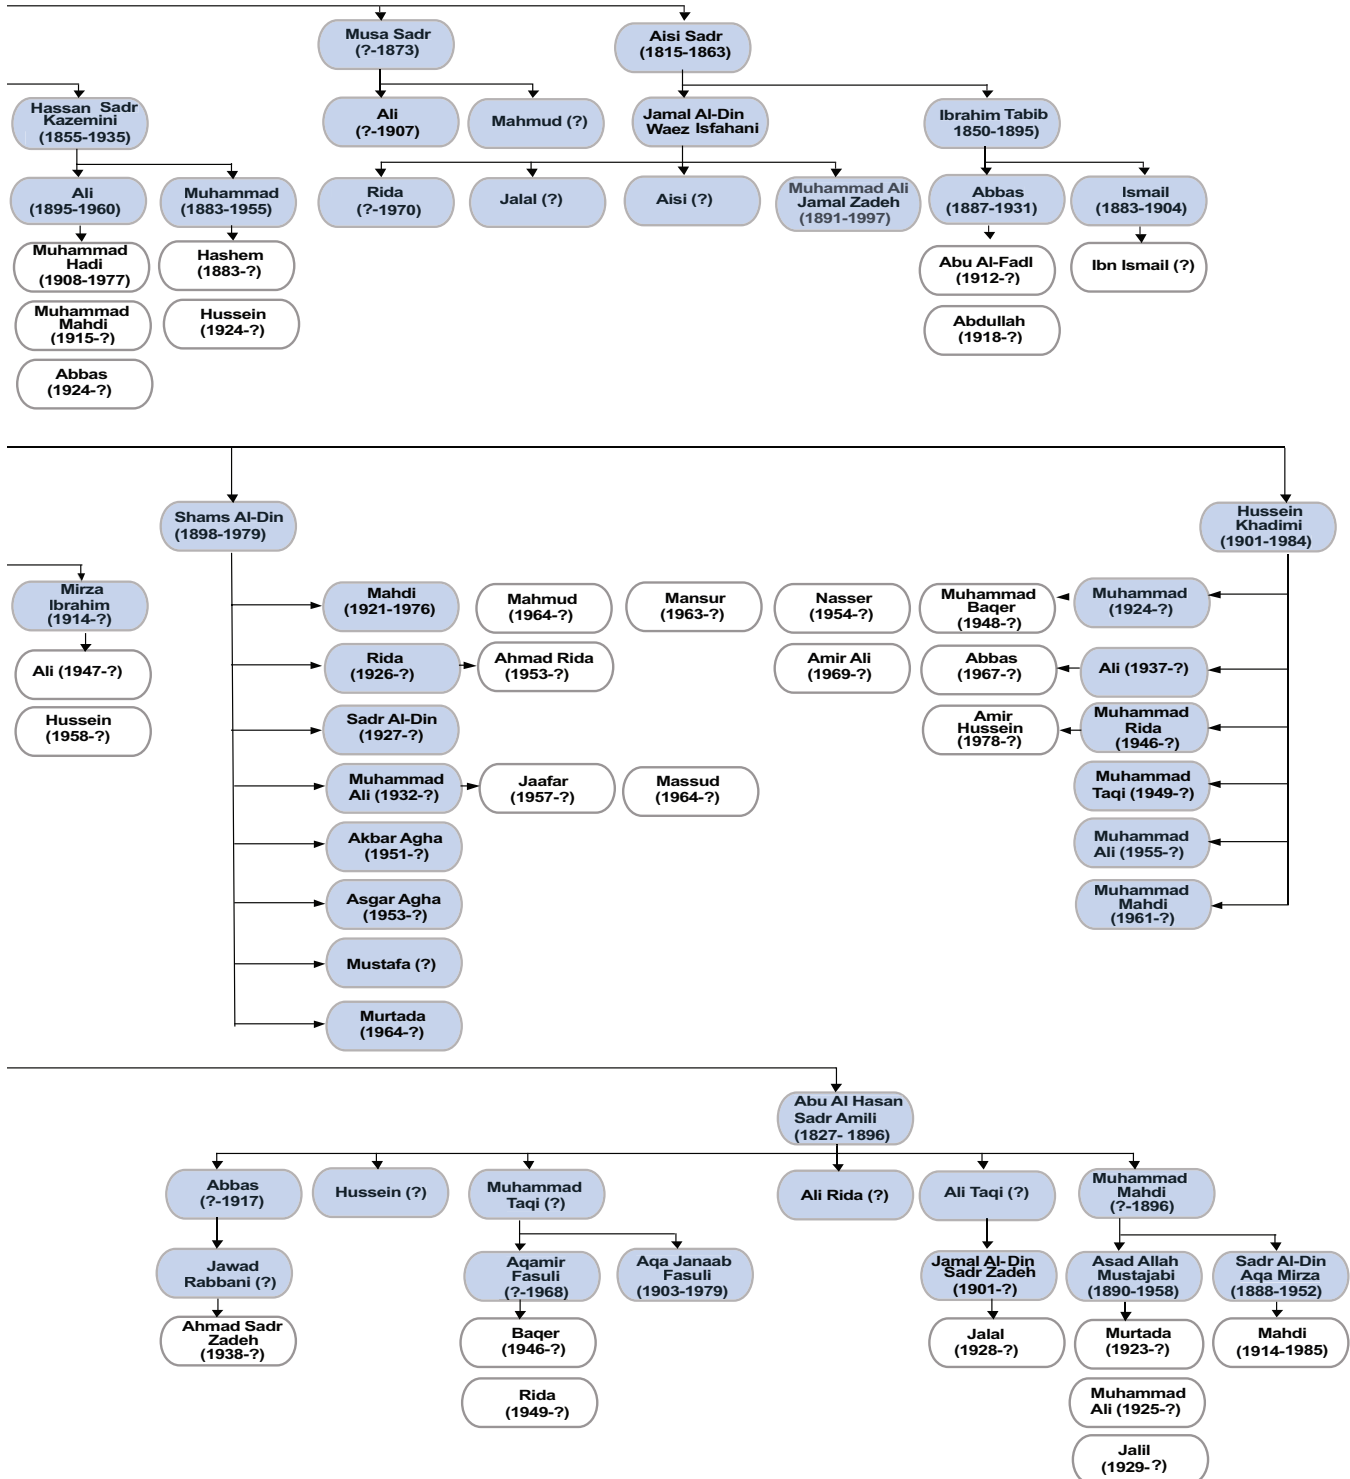 Musa Sadr
(?-1873)
Aisi Sadr
(1815-1863)
Hassan Sadr
Kazemini
(1855-1935)
Ali
(?-1907)
Mahmud (?)
Jamal Al-Din
Waez Isfahani
Ibrahim Tabib
1850-1895)
Ali
(1895-1960)
Muhammad
(1883-1955)
Rida
(?-1970)
Jalal (?)
Aisi (?)
Muhammad Ali
Jamal Zadeh
(1891-1997)
Abbas
(1887-1931)
Ismail
(1883-1904)
Muhammad
Hadi
(1908-1977)
Hashem
(1883-?)
Abu Al-Fadl
(1912-?)
Ibn Ismail (?)
Muhammad
Mahdi
(1915-?)
Hussein
(1924-?)
Abdullah
(1918-?)
Abbas
(1924-?)
Shams Al-Din
(1898-1979)
Hussein
Khadimi
(1901-1984)
Mirza
Ibrahim
(1914-?)
Mahdi
(1921-1976)
Mahmud
(1964-?)
Mansur
(1963-?)
Nasser
(1954-?)
Muhammad
Baqer
(1948-?)
Muhammad
(1924-?)
Ali (1947-?)
Rida
(1926-?)
Ahmad Rida
(1953-?)
Amir Ali
(1969-?)
Abbas
(1967-?)
Ali (1937-?)
Hussein
(1958-?)
Sadr Al-Din
(1927-?)
Amir
Hussein
(1978-?)
Muhammad
Rida
(1946-?)
Muhammad
Ali (1932-?)
Jaafar
(1957-?)
Massud
(1964-?)
Muhammad
Taqi (1949-?)
Akbar Agha
(1951-?)
Muhammad
Ali (1955-?)
Asgar Agha
(1953-?)
Muhammad
Mahdi
(1961-?)
Mustafa (?)
Murtada
(1964-?)
Abu Al Hasan
Sadr Amili
(1827- 1896)
Abbas
(?-1917)
Hussein (?)
Muhammad
Taqi (?)
Ali Rida (?)
Ali Taqi (?)
Muhammad
Mahdi
(?-1896)
Jawad
Rabbani (?)
Aqamir
Fasuli
(?-1968)
Aqa Janaab
Fasuli
(1903-1979)
Jamal Al-Din
Sadr Zadeh
(1901-?)
Asad Allah
Mustajabi
(1890-1958)
Sadr Al-Din
Aqa Mirza
(1888-1952)
Ahmad Sadr
Zadeh
(1938-?)
Baqer
(1946-?)
Jalal
(1928-?)
Murtada
(1923-?)
Mahdi
(1914-1985)
Rida
(1949-?)
Muhammad
Ali (1925-?)
Jalil
(1929-?)